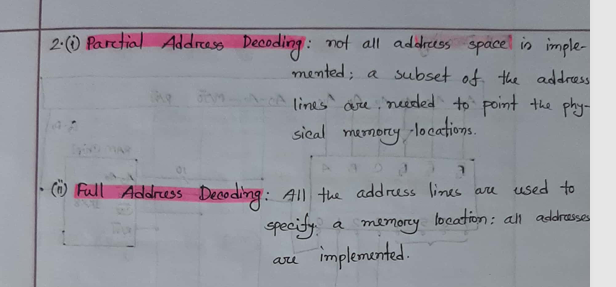 2.(i) Partial Address Decoding: not all address space is imple-
mented; a subset of the address
lines are needed to point the phy-
sical memory locations.
(ii) Full Address Decoding: All the address lines are used to
specify a memory location: all addresses
are implemented.